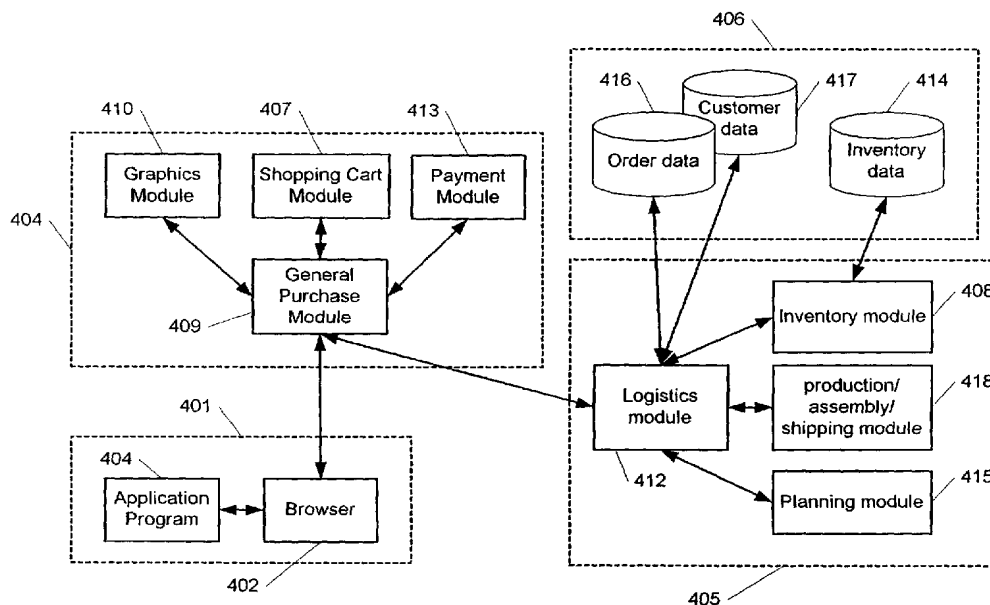 406
416
417
414
410
407
413
Customer
data
Order data
Inventory
data
Graphics
Module
Shopping Cart
Module
Payment
Module
404
General
Purchase
Module
409
408
Inventory module
Logistics
module
production/
assembly/
shipping module
418
401
404
412
Planning module
415
Application
Program
Browser
402
405